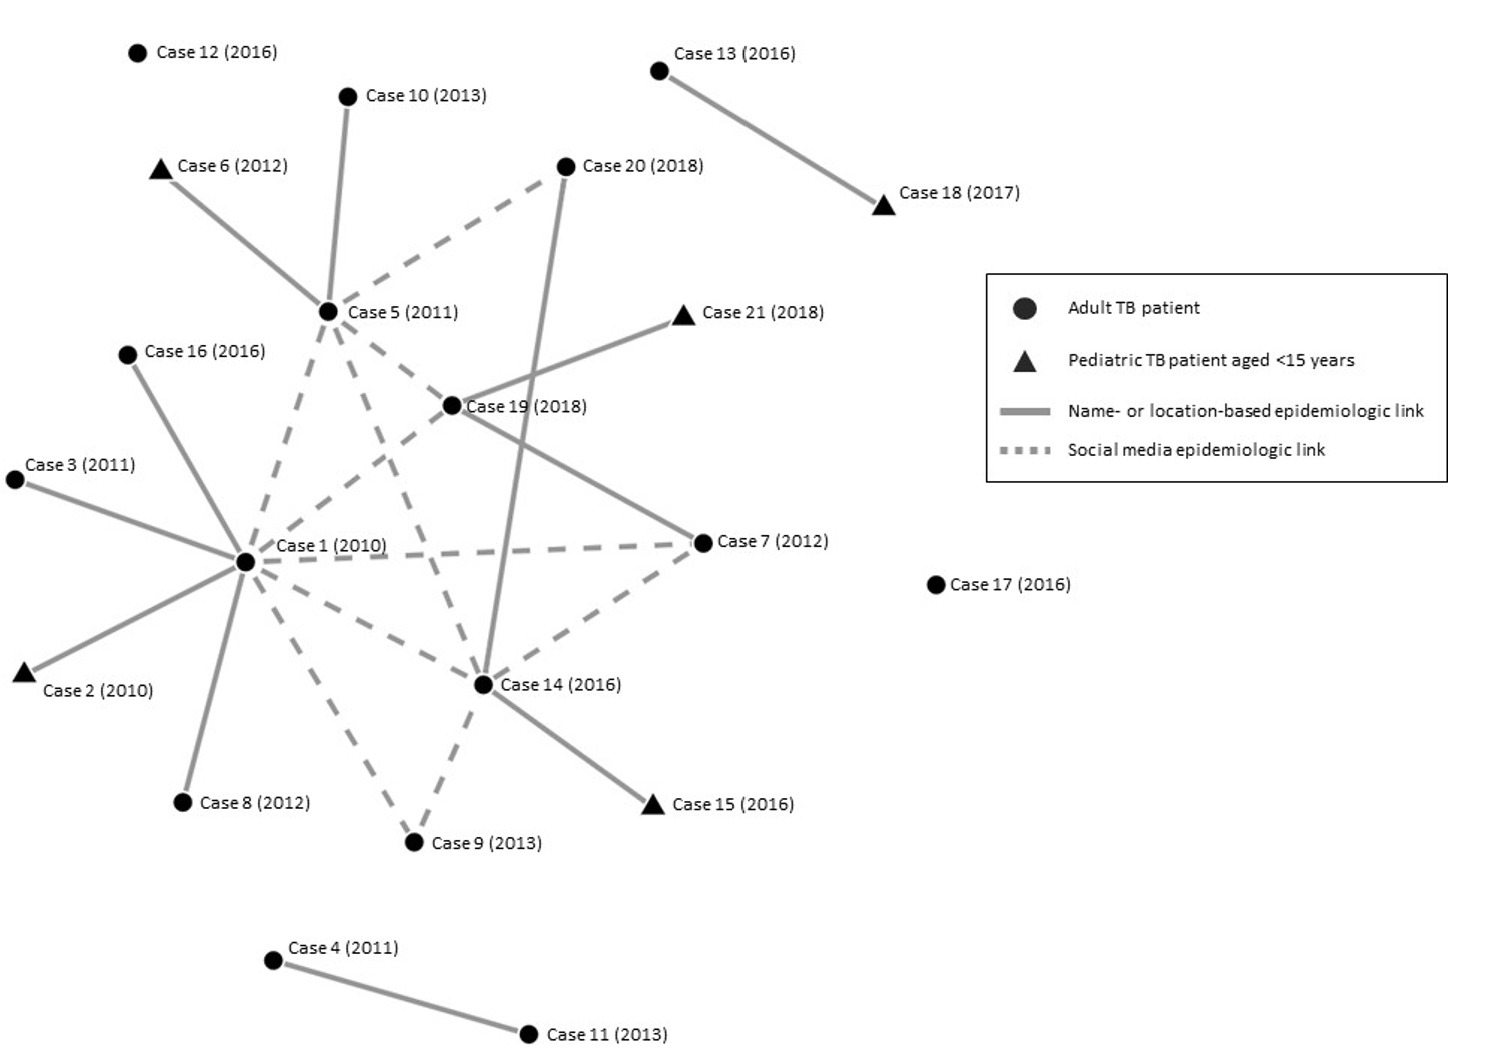 Case 12 (2016)
Case 13 (2016)
Case 10 (2013)
Case 6 (2012)
Case 20 (2018)
Case 18 (2017)
Case 5 (2011)
Case 21 (2018)
Case 16 (2016)
Case 19 (2018)
Case 3 (2011)
Case 1 (2010)
Case 7 (2012)
Case 17 (2016)
Case 2 (2010)
Case 14 (2016)
Case 8 (2012)
Case 15 (2016)
Case 9 (2013)
Case 4 (2011)
Case 11 (2013)
Adult TB patient
Pediatric TB patient aged <15 years
Name- or location-based epidemiologic link
Social media epidemiologic link